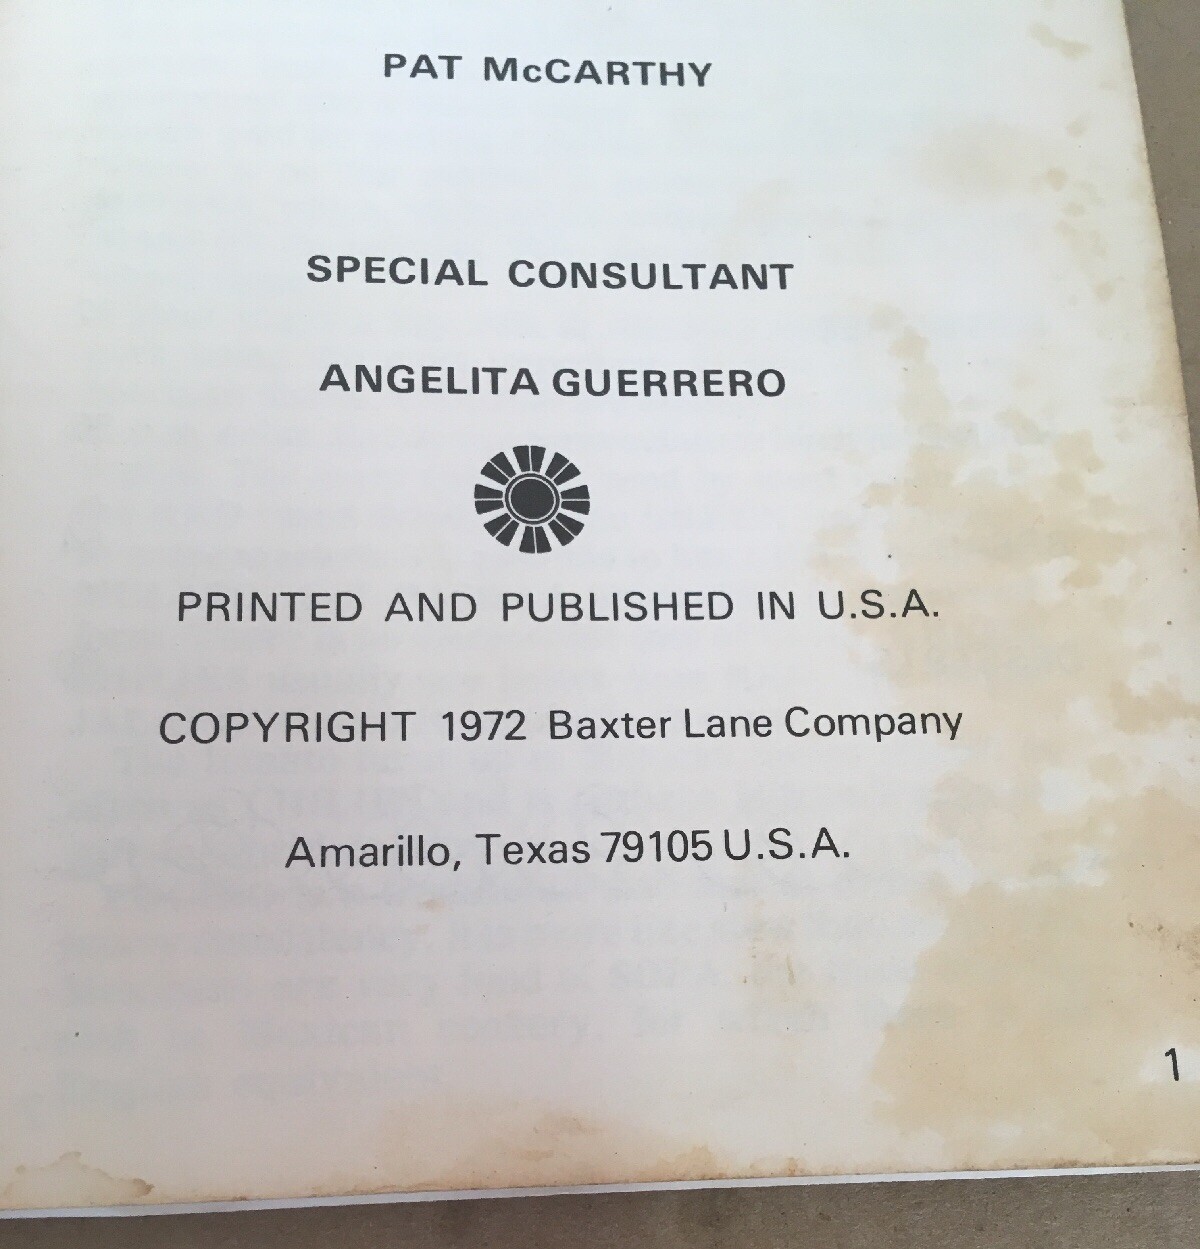 PAT McCARTHY
SPECIAL CONSULTANT
ANGELITA GUERRERO
PRINTED AND PUBLISHED IN U.S.A.
COPYRIGHT 1972 Baxter Lane Company
Amarillo, Texas 79105 U.S.A.
1